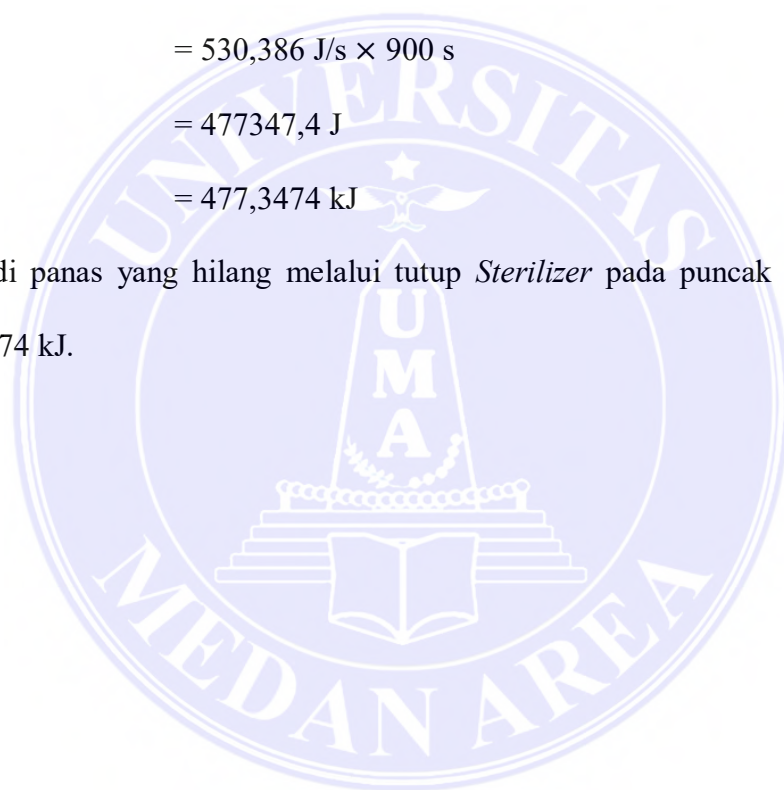 = 530,386 J/s × 900 s
= 477347,4 J
= 477,3474 kJ
di panas yang hilang melalui tutup Sterilizer pada puncak
74 kJ.
UNIVERSITAS
UMA
MEDAN AREA